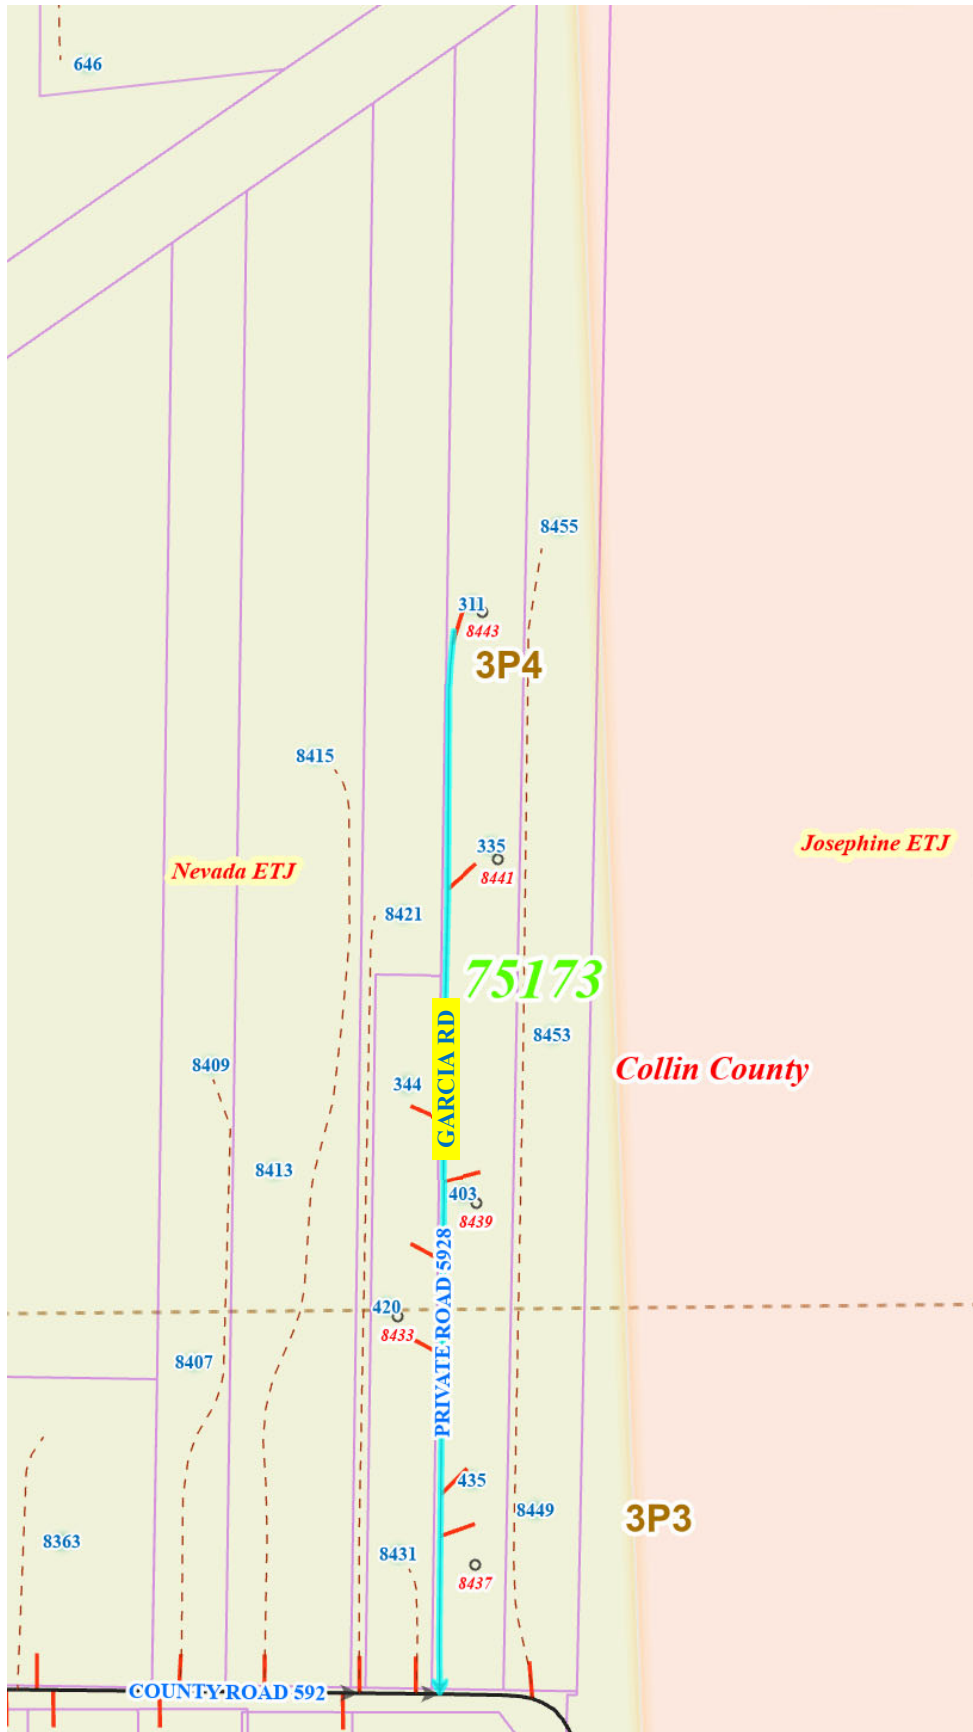 646
8455
311
8443
3P4
8415
335
8441
Josephine ETJ
Nevada ETJ
8421
75173
8453
8409
Collin County
344
GARCIA RD
8413
403
8439
PRIVATE ROAD 5928
420
8433
8407
435
8449
3P3
8363
8431
8437
COUNTY ROAD 592